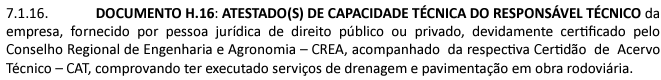 7.1.16. DOCUMENTO H.16: ATESTADO(S) DE CAPACIDADE TÉCNICA DO RESPONSÁVEL TÉCNICO da
empresa, fornecido por pessoa jurídica de direito público ou privado, devidamente certificado pelo
Conselho Regional de Engenharia e Agronomia – CREA, acompanhado da respectiva Certidão de Acervo
Técnico – CAT, comprovando ter executado serviços de drenagem e pavimentação em obra rodoviária.